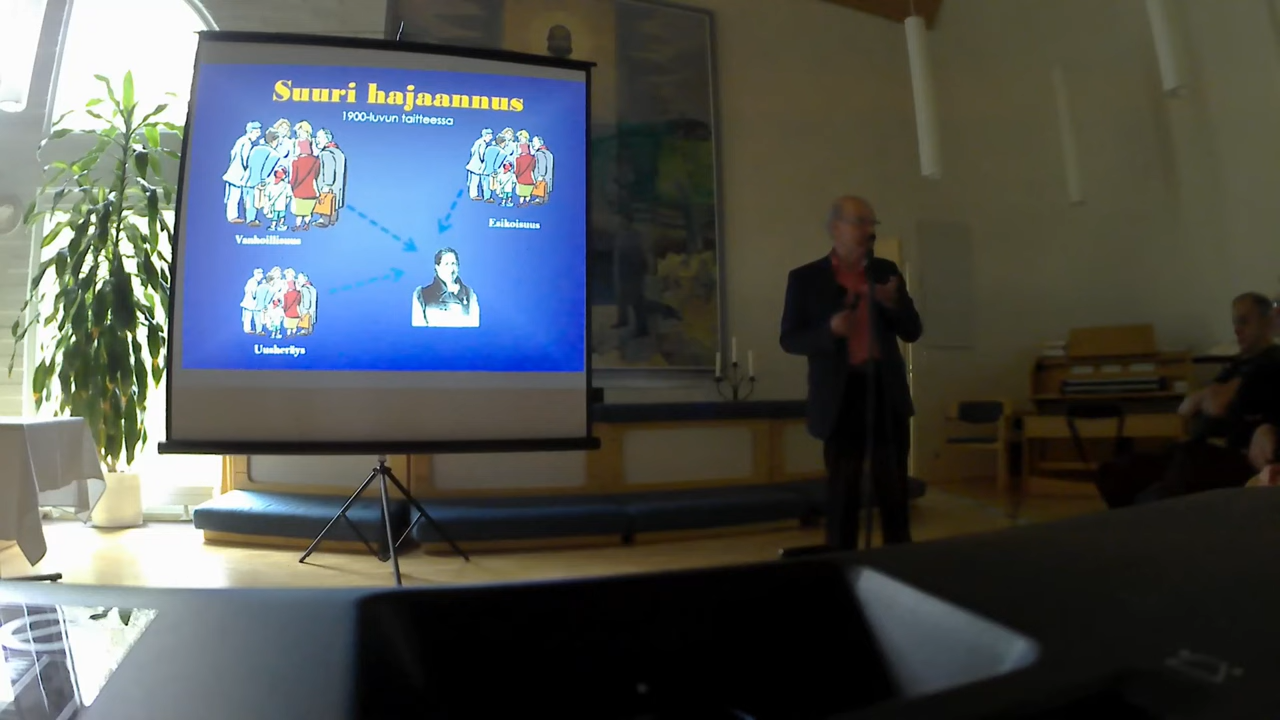 Suuri hajaannus
1900-luvun taitteessa
Vanhoillisuus
Esikoisuus
Uusheräys